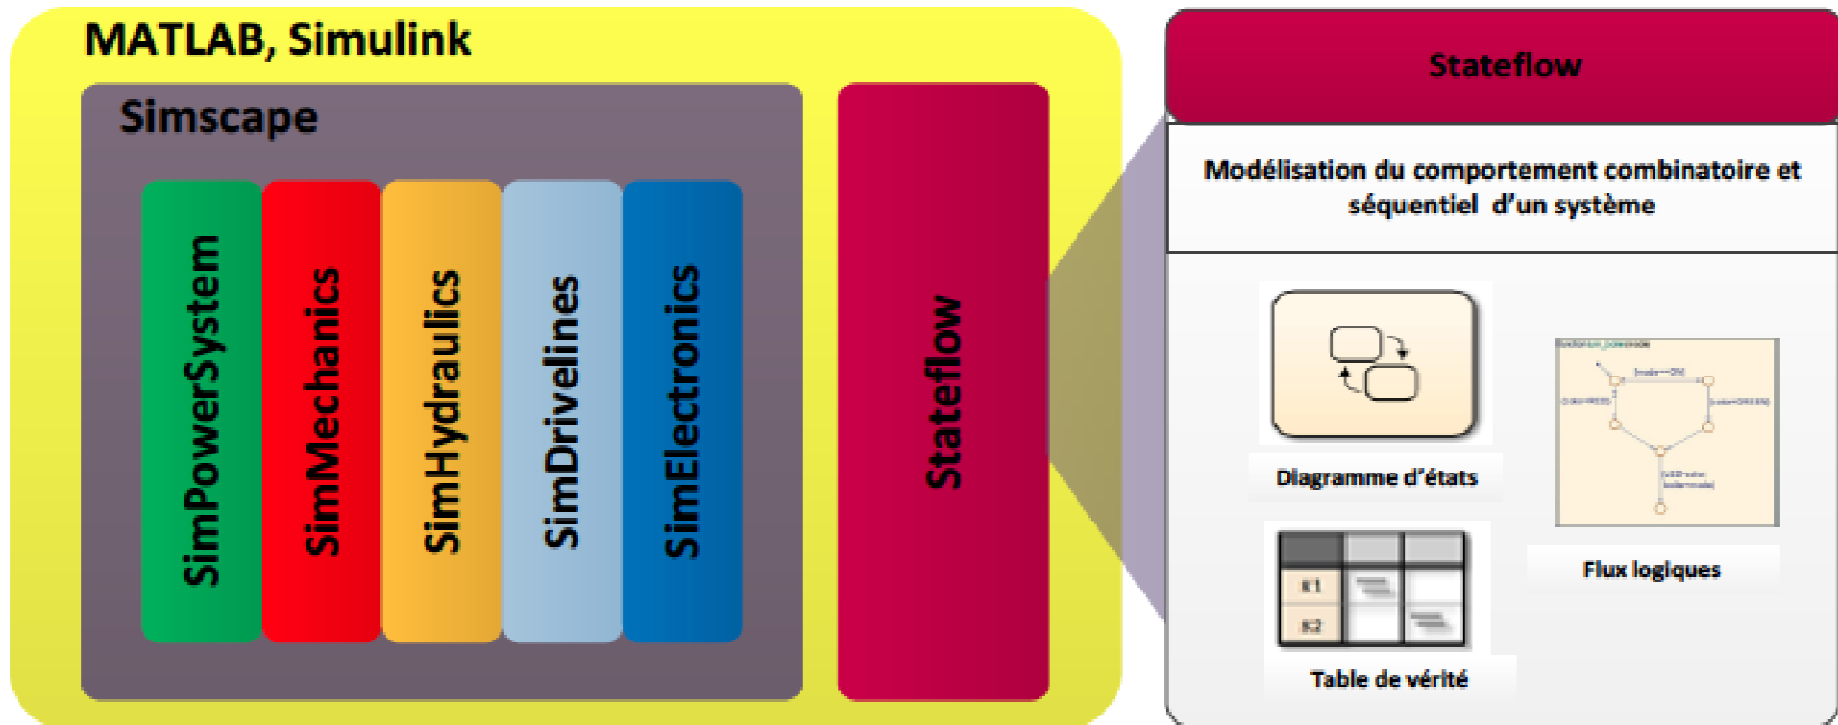 MATLAB, Simulink
Simscape
SimPowerSystem
SimMechanics
SimHydraulics
SimDrivelines
SimElectronics
Stateflow
Stateflow
Modélisation du comportement combinatoire et
séquentiel d’un système
Diagramme d’états
Flux logiques
Table de vérité